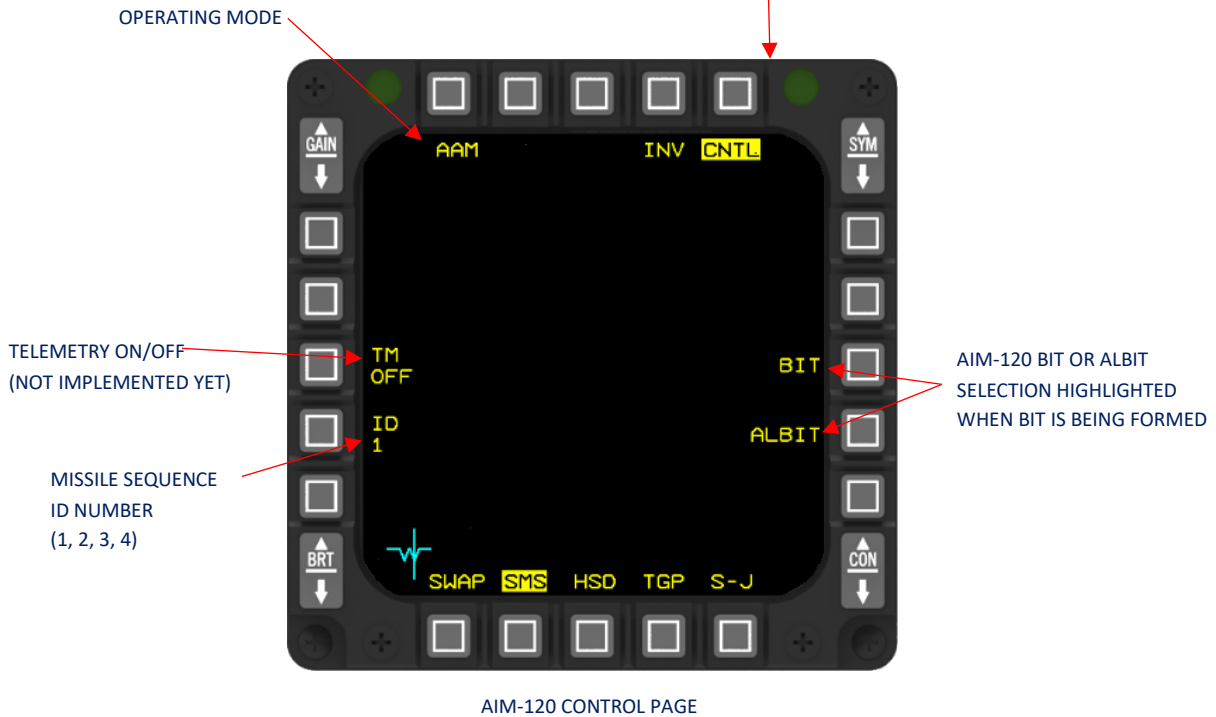 OPERATING MODE
GAIN
SYM
AAM
INV CNTL
TELEMETRY ON/OFF
(NOT IMPLEMENTED YET)
TM
OFF
BIT
AIM-120 BIT OR ALBIT
SELECTION HIGHLIGHTED
WHEN BIT IS BEING FORMED
ID
1
ALBIT
MISSILE SEQUENCE
ID NUMBER
(1, 2, 3, 4)
BRT
CON
SWAP SMS HSD TGP S-J
AIM-120 CONTROL PAGE